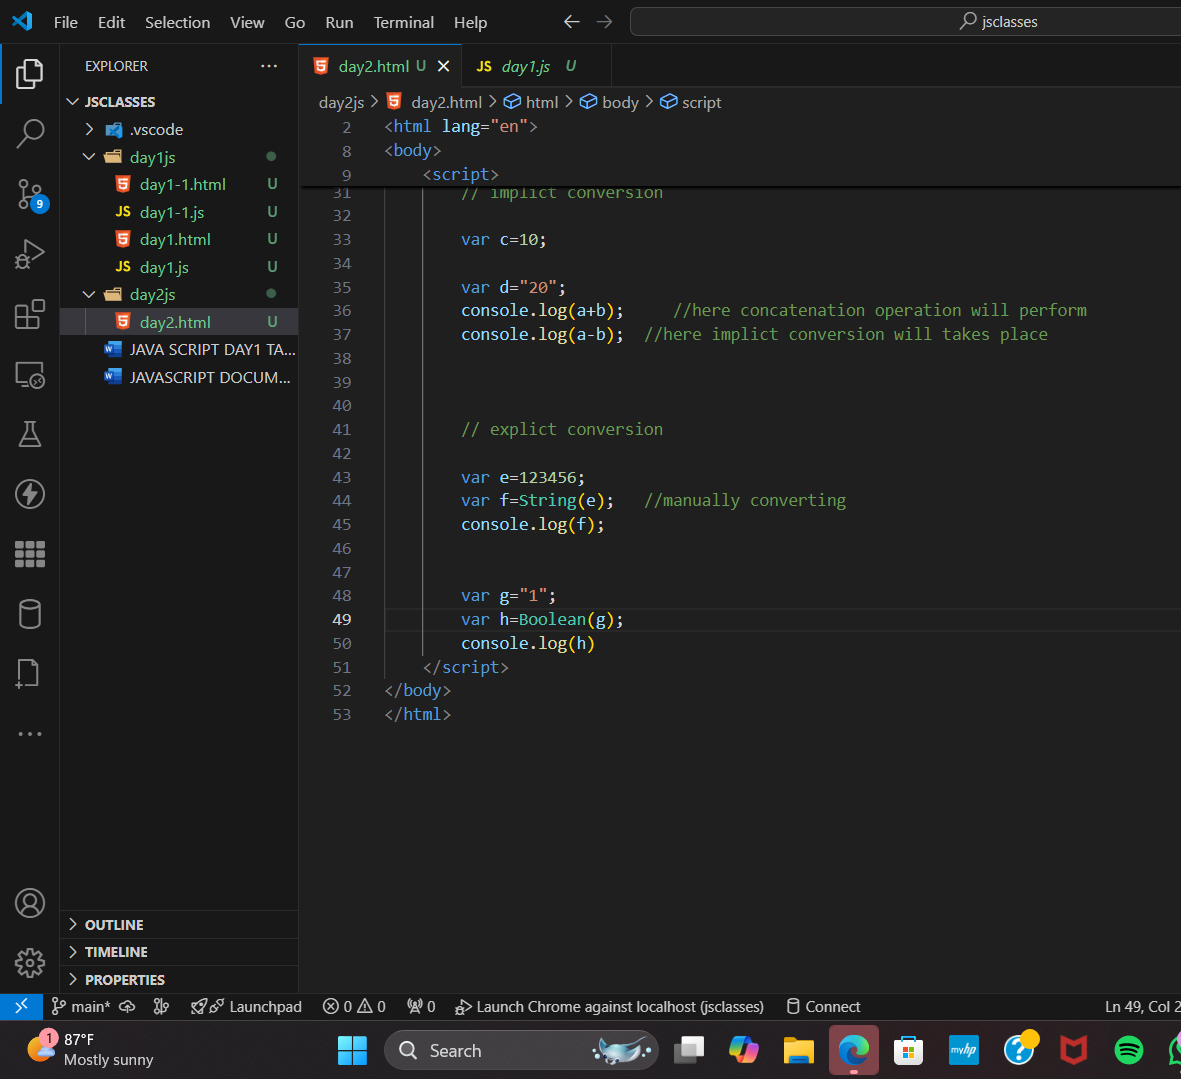 File Edit Selection View Go Run Terminal Help
jsclasses
EXPLORER
JSCLASSES
.vscode
day1js
day1-1.html U
JS day1-1.js U
day1.html U
JS day1.js U
day2js
day2.html U
JAVA SCRIPT DAY1 TA...
JAVASCRIPT DOCUM...
OUTLINE
TIMELINE
PROPERTIES
9
day2.html U
JS day1.js U
day2js > day2.html > html > body > script
2 <html lang="en">
8 <body>
9 <script>
31 // implict conversion
32
33 var c=10;
34
35 var d="20";
36 console.log(a+b); //here concatenation operation will perform
37 console.log(a-b); //here implict conversion will takes place
38
39
40
41 // explict conversion
42
43 var e=123456;
44 var f=String(e); //manually converting
45 console.log(f);
46
47
48 var g="1";
49 var h=Boolean(g);
50 console.log(h)
51 </script>
52 </body>
53 </html>
main* Launchpad 0 0 0 Launch Chrome against localhost (jsclasses) Connect Ln 49, Col 2
1
87°F
Mostly sunny
Search
myhp